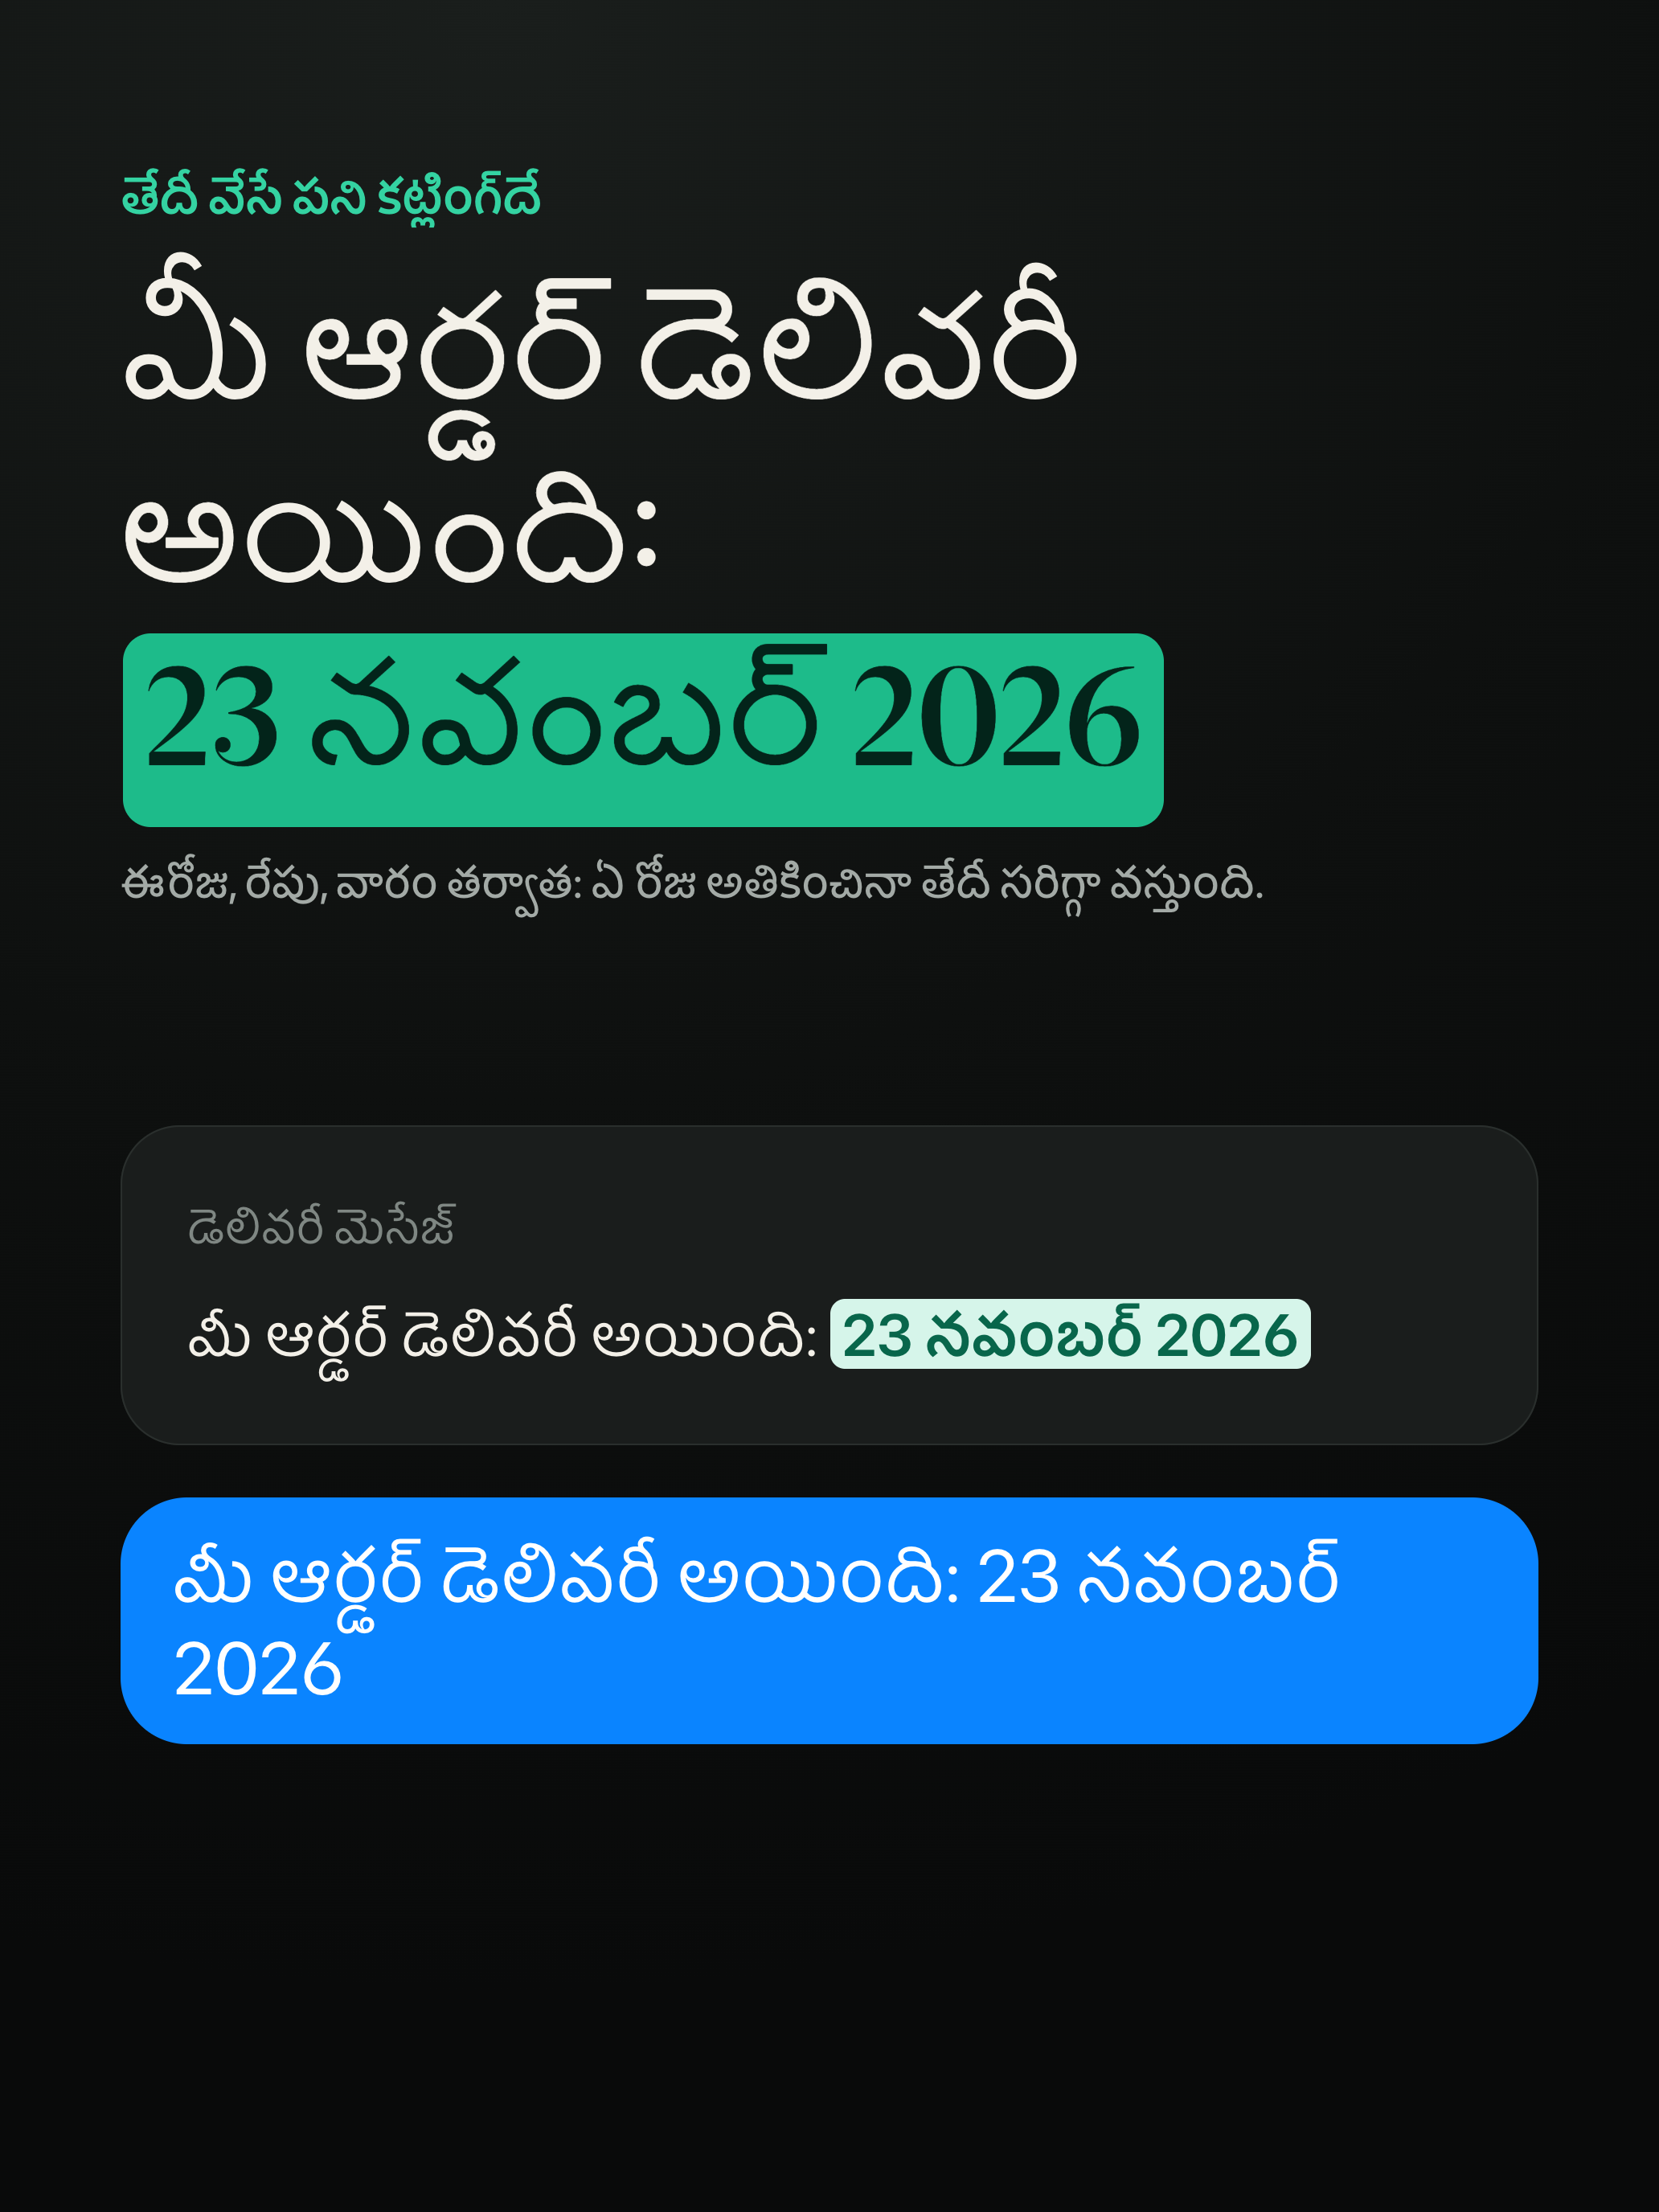 తేదీ వేసే పని కట్లింగ్‌దే
మీ ఆర్డర్ డెలివరీ
అయింది:
23 నవంబర్ 2026
ఈరోజు, రేపు, వారం తర్వాత: ఏ రోజు అతికించినా తేదీ సరిగ్గా వస్తుంది.
డెలివరీ మెసేజ్
మీ ఆర్డర్ డెలివరీ అయింది: 23 నవంబర్ 2026
మీ ఆర్డర్ డెలివరీ అయింది: 23 నవంబర్
2026